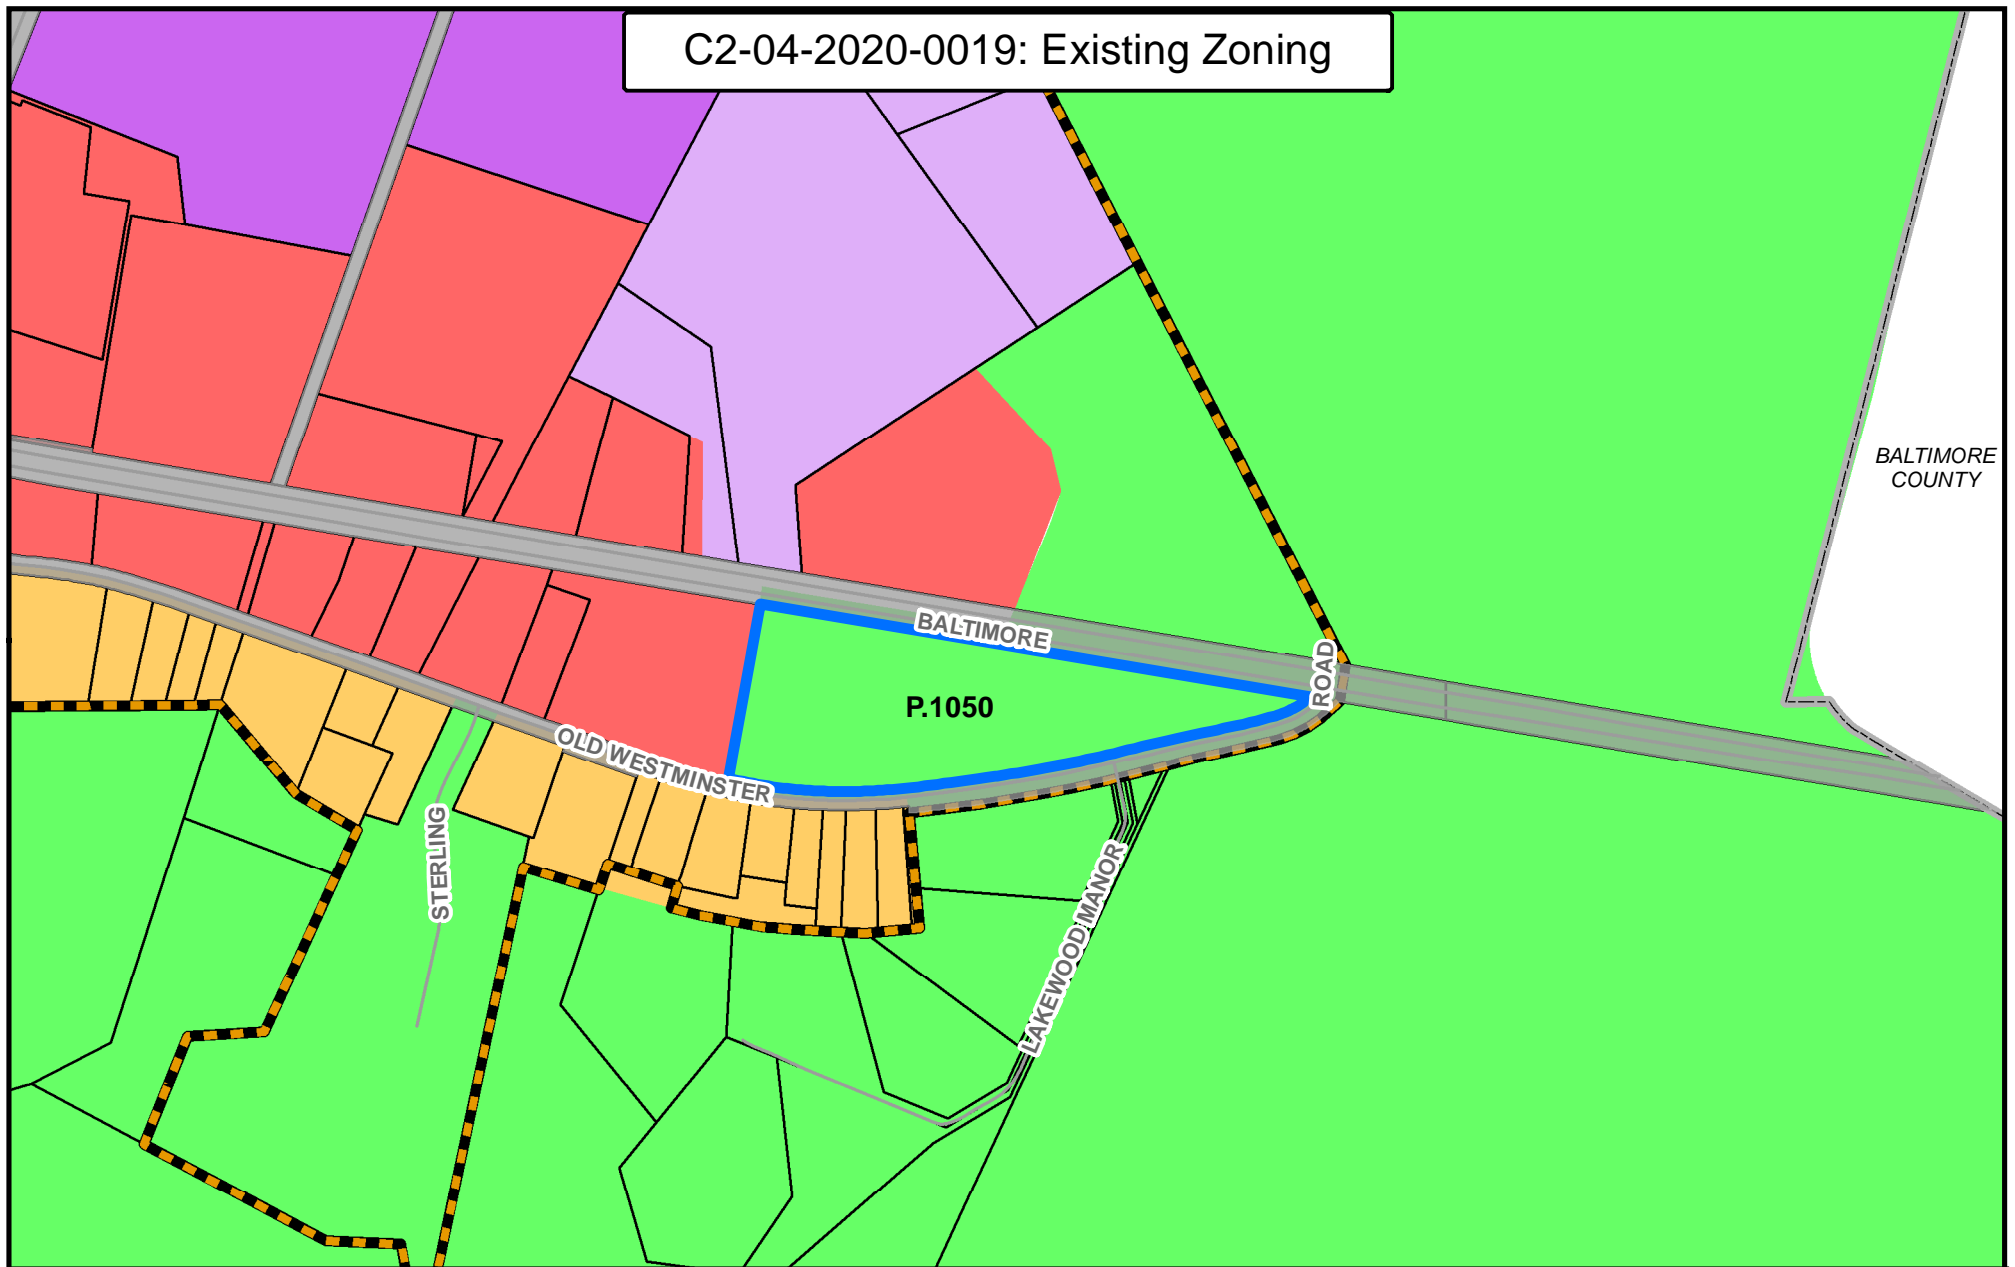 C2-04-2020-0019: Existing Zoning
BALTIMORE
COUNTY
BALTIMORE
ROAD
P.1050
OLD WESTMINSTER
STERLING
LAKEWOOD MANOR